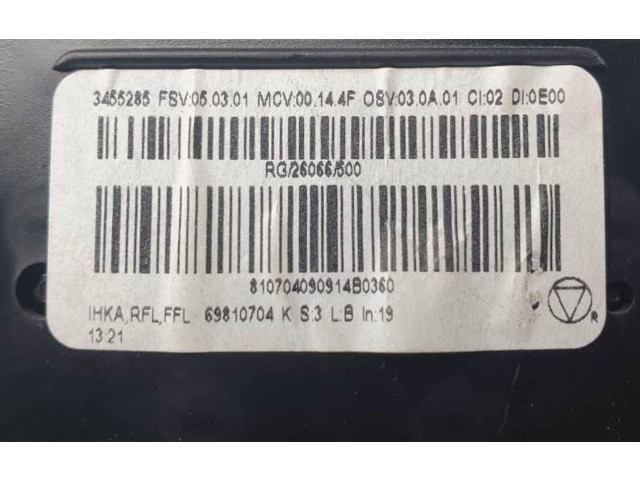 3455285 FSV:05.03.01 MCV:00.14.4F OSV:03.0A.01 CI:02 DI:0E00
RG/26066/500
810704090914B0360
IHKA,RFL,FFL 69810704 K S:3 L:B In:19
13:21
R